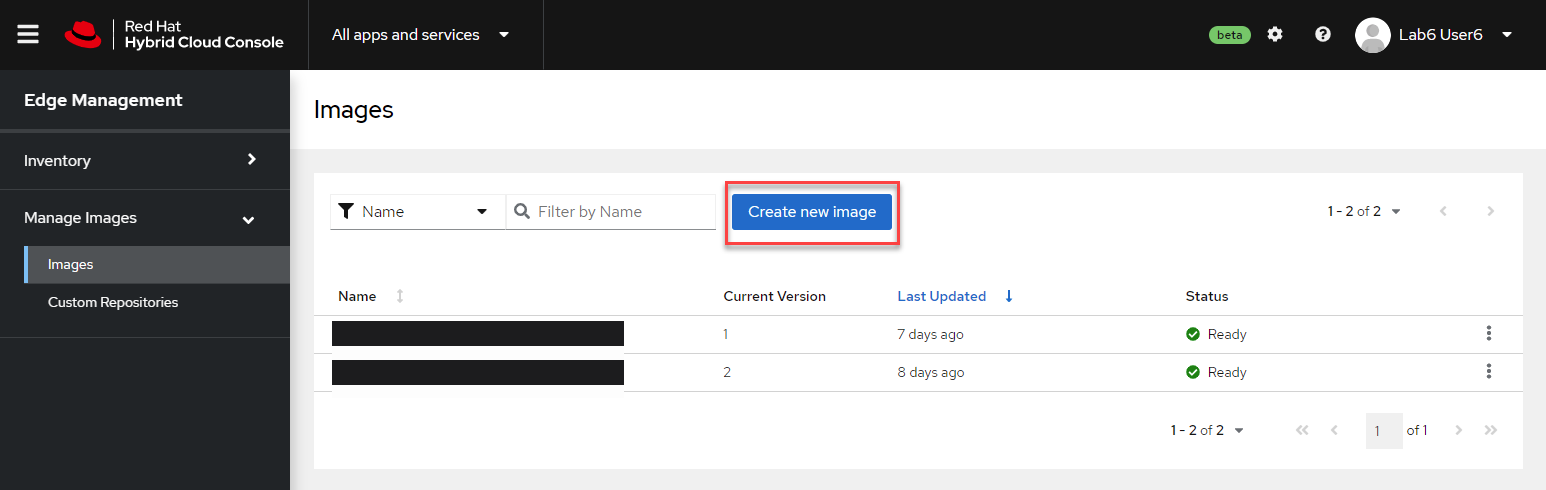 Red Hat
Hybrid Cloud Console
All apps and services
beta
Lab6 User6
Edge Management
Inventory
Manage Images
Images
Custom Repositories
Images
Name
Filter by Name
Create new image
1 - 2 of 2
Name
Current Version
Last Updated
Status
1
7 days ago
Ready
2
8 days ago
Ready
1 - 2 of 2
1
of 1